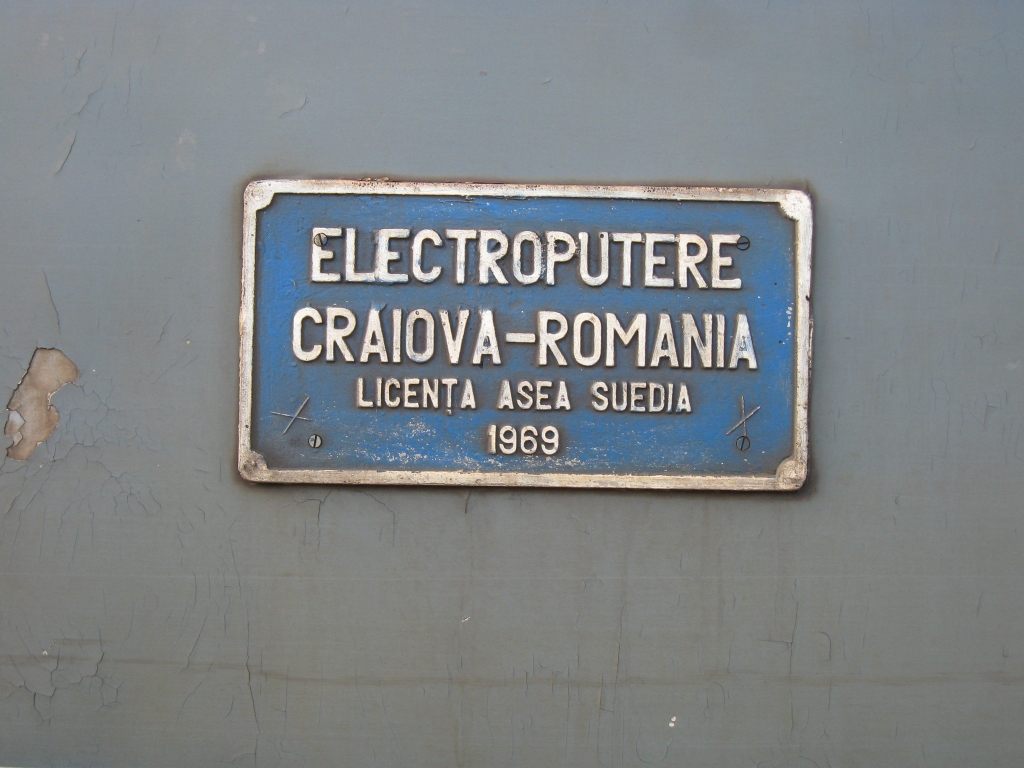 ELECTROPUTERE
CRAIOVA-ROMANIA
LICENȚA ASEA SUEDIA
1969